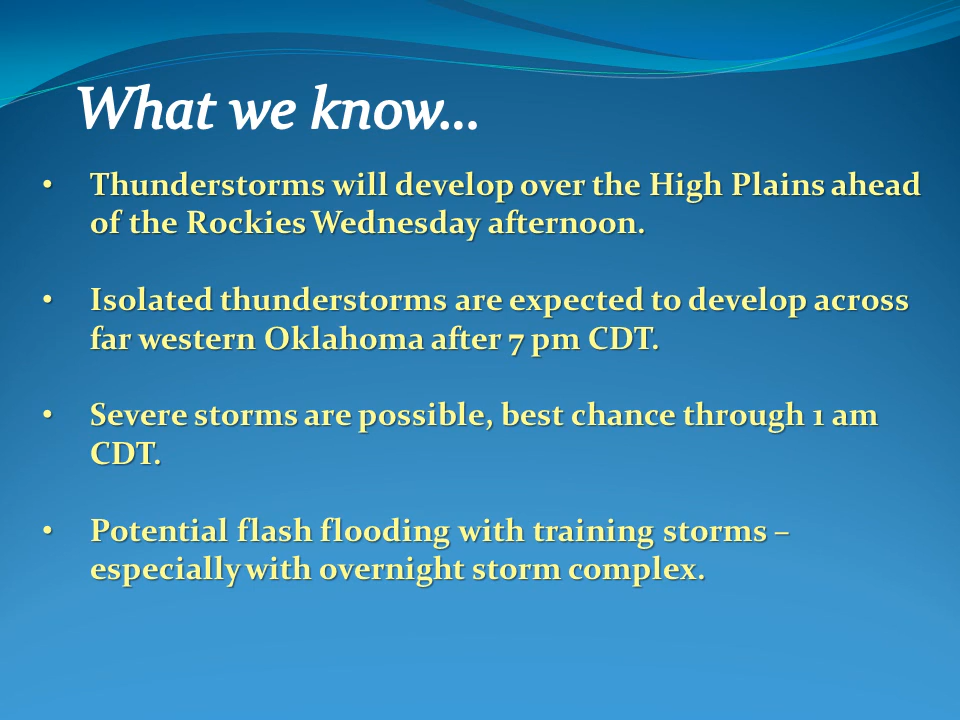 What we know...
• Thunderstorms will develop over the High Plains ahead
of the Rockies Wednesday afternoon.
• Isolated thunderstorms are expected to develop across
far western Oklahoma after 7 pm CDT.
• Severe storms are possible, best chance through 1 am
CDT.
• Potential flash flooding with training storms –
especially with overnight storm complex.